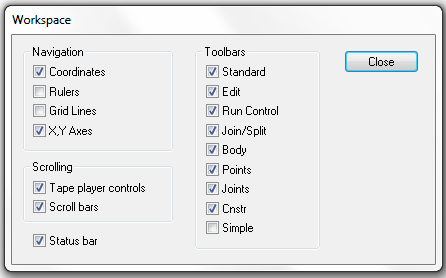 Workspace
Navigation
Coordinates
Rulers
Grid Lines
X,Y Axes
Scrolling
Tape player controls
Scroll bars
Status bar
Toolbars
Standard
Edit
Run Control
Join/Split
Body
Points
Joints
Cnstr
Simple
Close